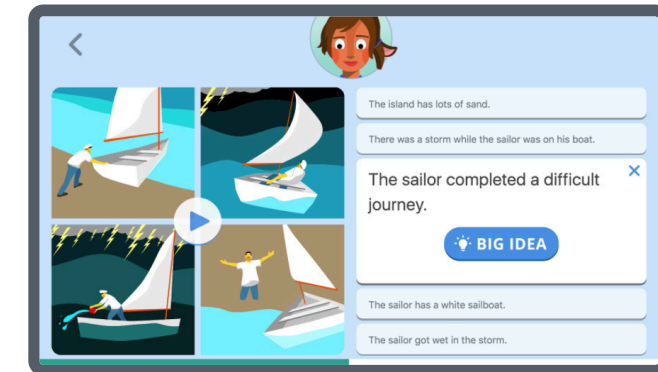 The island has lots of sand.
There was a storm while the sailor was on his boat.
The sailor completed a difficult
journey.
BIG IDEA
The sailor has a white sailboat.
The sailor got wet in the storm.